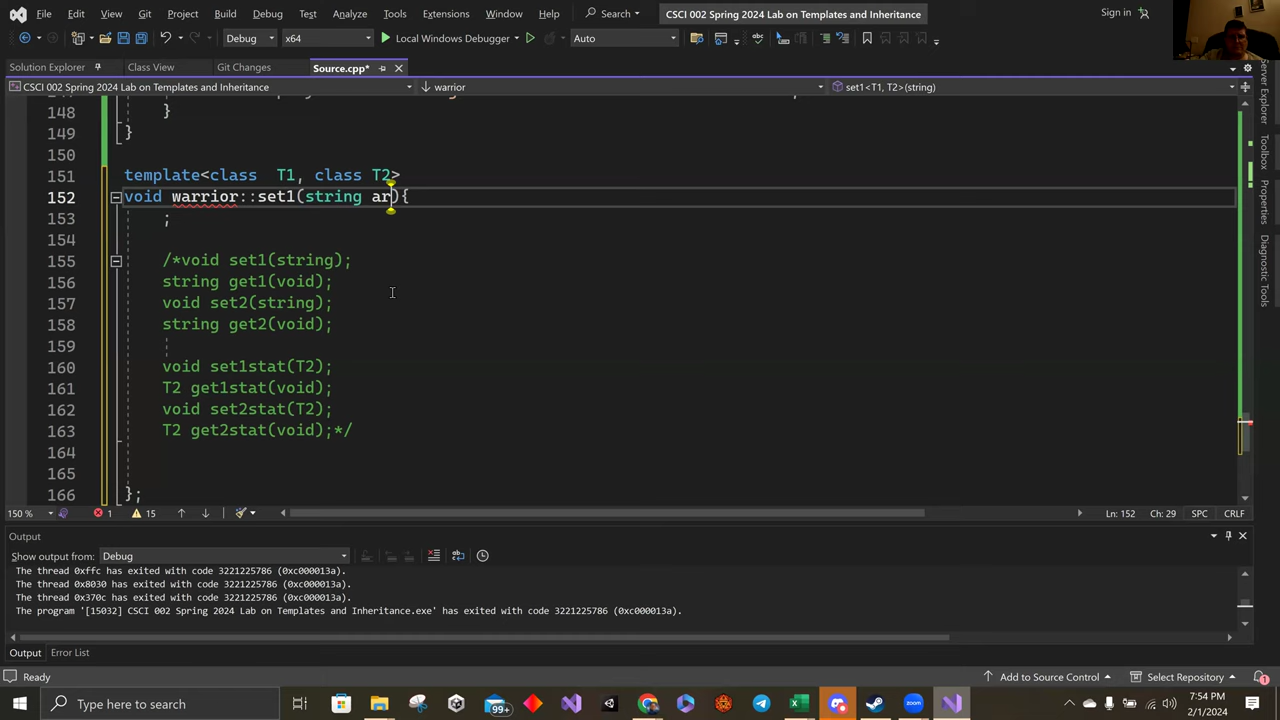 File Edit View Git Project Build Debug Test Analyze Tools Extensions Window Help Search CSCI 002 Spring 2024 Lab on Templates and Inheritance Sign in
Debug x64 Local Windows Debugger Auto
Solution Explorer Class View Git Changes Source.cpp*
CSCI 002 Spring 2024 Lab on Templates and Inheritance warrior set1<T1, T2>(string)
148 }
149 }
150
151 template<class T1, class T2>
152 void warrior::set1(string ar){
153 ;
154
155 /*void set1(string);
156 string get1(void);
157 void set2(string);
158 string get2(void);
159
160 void set1stat(T2);
161 T2 get1stat(void);
162 void set2stat(T2);
163 T2 get2stat(void);*/
164
165
166 };
Server Explorer
Toolbox
Properties
Diagnostic Tools
150 % 1 15 Ln: 152 Ch: 29 SPC CRLF
Output
Show output from: Debug
The thread 0xffc has exited with code 3221225786 (0xc000013a).
The thread 0x8030 has exited with code 3221225786 (0xc000013a).
The thread 0x370c has exited with code 3221225786 (0xc000013a).
The program '[15032] CSCI 002 Spring 2024 Lab on Templates and Inheritance.exe' has exited with code 3221225786 (0xc000013a).
Output Error List
Ready Add to Source Control Select Repository 1
Type here to search 99+ 7:54 PM
2/1/2024